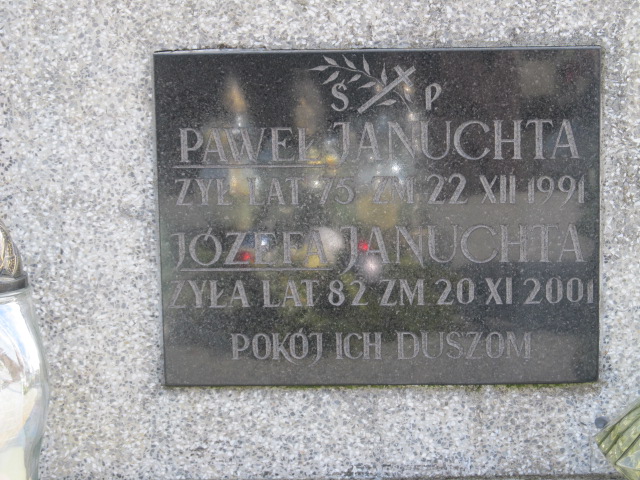 Ś P
PAWEŁ JANUCHTA
ŻYŁ LAT 75 ZM 22 XII 1991
JÓZEFA JANUCHTA
ŻYŁA LAT 82 ZM 20 XI 2001
POKÓJ ICH DUSZOM